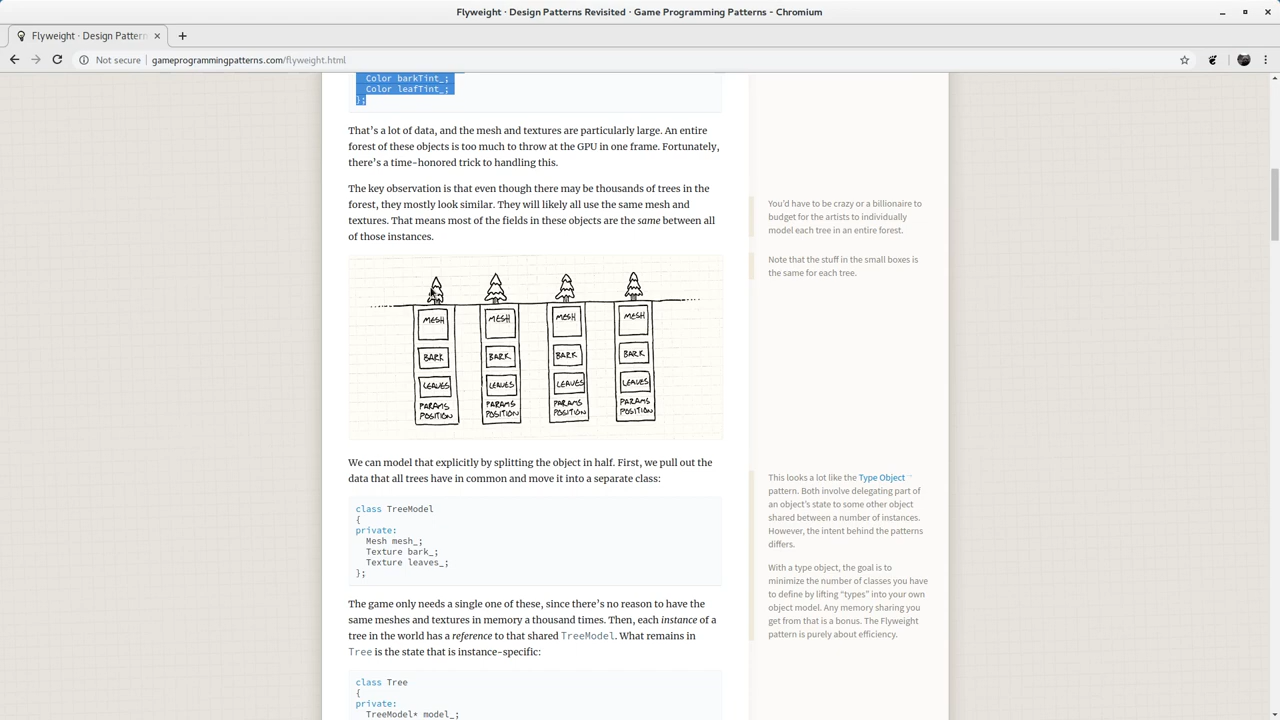 Flyweight · Design Patterns Revisited · Game Programming Patterns - Chromium
Flyweight · Design Pattern
Not secure
gameprogrammingpatterns.com/flyweight.html
Color barkTint_;
Color leafTint_;
};
That's a lot of data, and the mesh and textures are particularly large. An entire
forest of these objects is too much to throw at the GPU in one frame. Fortunately,
there's a time-honored trick to handling this.
The key observation is that even though there may be thousands of trees in the
forest, they mostly look similar. They will likely all use the same mesh and
textures. That means most of the fields in these objects are the same between all
of those instances.
You'd have to be crazy or a billionaire to
budget for the artists to individually
model each tree in an entire forest.
Note that the stuff in the small boxes is
the same for each tree.
MESH MESH MESH MESH
BARK BARK BARK BARK
LEAVES LEAVES LEAVES LEAVES
PARAMS PARAMS PARAMS PARAMS
POSITION POSITION POSITION POSITION
We can model that explicitly by splitting the object in half. First, we pull out the
data that all trees have in common and move it into a separate class:
class TreeModel
{
private:
Mesh mesh_;
Texture bark_;
Texture leaves_;
};
This looks a lot like the Type Object
pattern. Both involve delegating part of
an object's state to some other object
shared between a number of instances.
However, the intent behind the patterns
differs.
With a type object, the goal is to
minimize the number of classes you have
to define by lifting “types” into your own
object model. Any memory sharing you
get from that is a bonus. The Flyweight
pattern is purely about efficiency.
The game only needs a single one of these, since there's no reason to have the
same meshes and textures in memory a thousand times. Then, each instance of a
tree in the world has a reference to that shared TreeModel. What remains in
Tree is the state that is instance-specific:
class Tree
{
private:
TreeModel* model_;